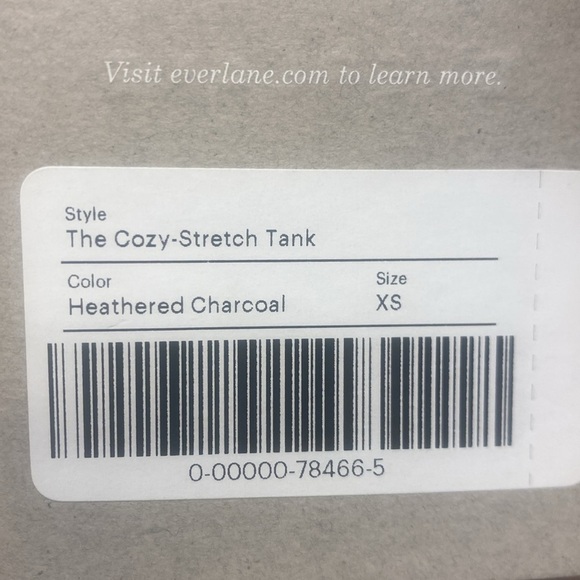 Visit everlane.com to learn more.
Style
The Cozy-Stretch Tank
Color Size
Heathered Charcoal XS
0-00000-78466-5